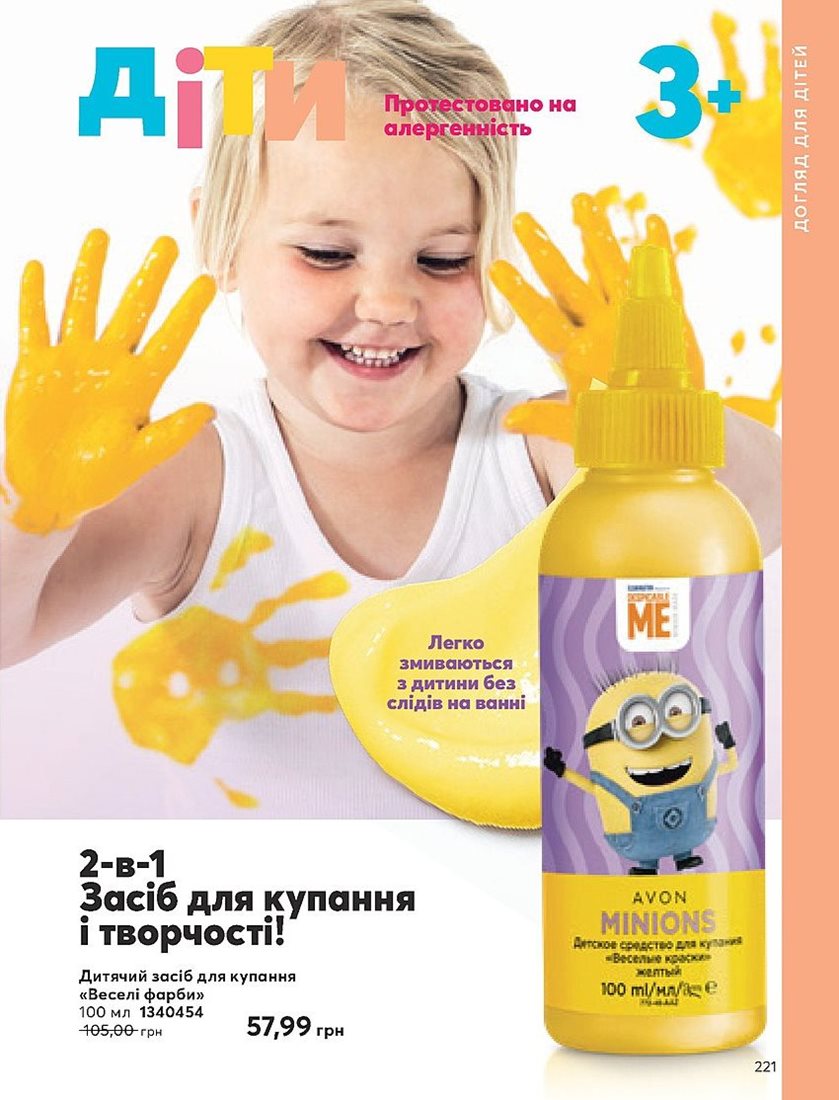 Діти
Протестовано на
алергенність
3+
ДОГЛЯД ДЛЯ ДІТЕЙ
Легко
змиваються
з дитини без
слідів на ванні
DESPICABLE
ME
2-в-1
Засіб для купання
і творчості!
Дитячий засіб для купання
«Веселі фарби»
100 мл 1340454
105,00 грн
57,99 грн
AVON
MINIONS
Детское средство для купания
«Веселые краски»
желтый
100 ml/мл/
221